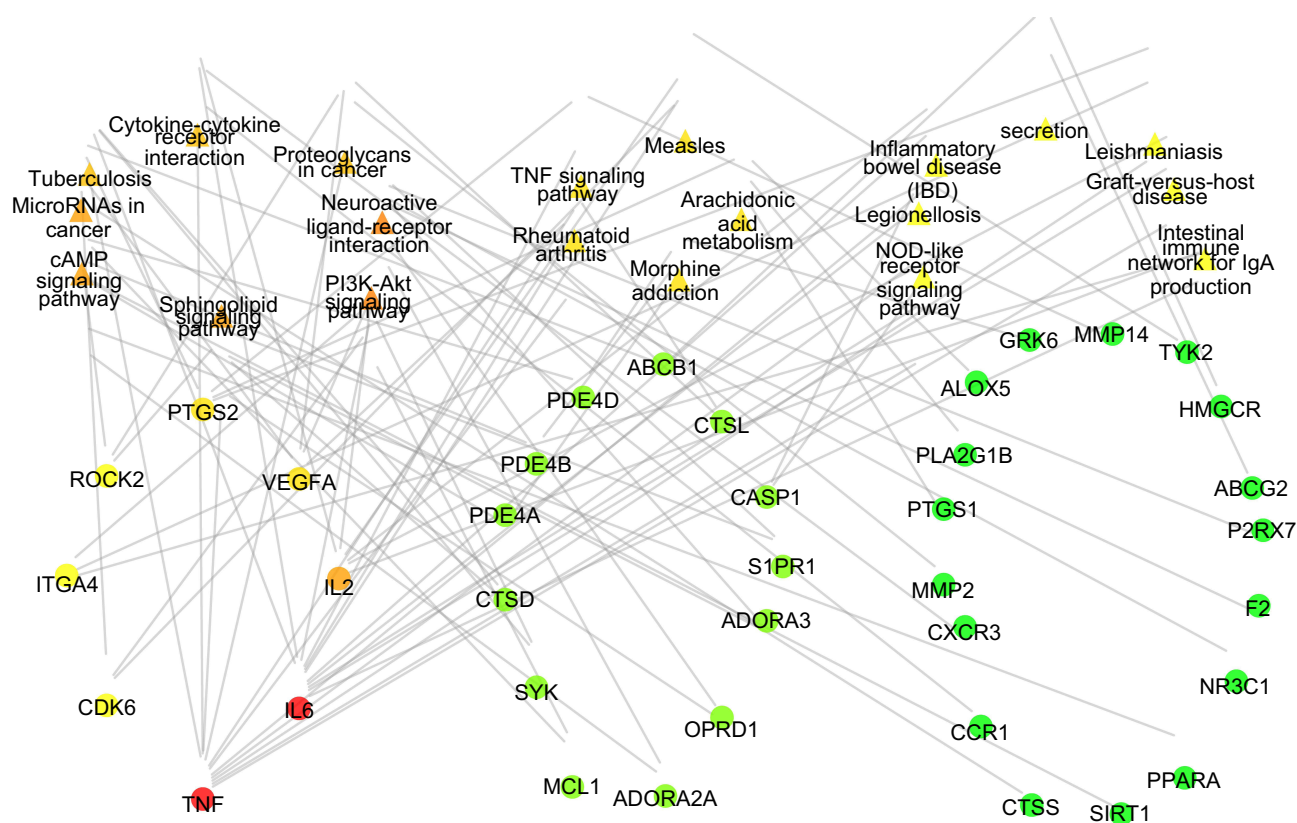 Cytokine-cytokine
receptor
interaction
Proteoglycans
in cancer
Tuberculosis
MicroRNAs in
cancer
Neuroactive
ligand-receptor
interaction
cAMP
signaling
pathway
Sphingolipid
signaling
pathway
PI3K-Akt
signaling
pathway
TNF signaling
pathway
Rheumatoid
arthritis
Measles
Arachidonic
acid
metabolism
Morphine
addiction
Inflammatory
bowel disease
(IBD)
Legionellosis
NOD-like
receptor
signaling
pathway
secretion
Leishmaniasis
Graft-versus-host
disease
Intestinal
immune
network for IgA
production
PTGS2
ROCK2
VEGFA
ITGA4
IL2
CDK6
IL6
TNF
ABCB1
PDE4D
CTSL
PDE4B
PDE4A
CASP1
CTSD
S1PR1
ADORA3
SYK
OPRD1
MCL1
ADORA2A
GRK6
MMP14
TYK2
ALOX5
HMGCR
PLA2G1B
ABCG2
PTGS1
P2RX7
MMP2
CXCR3
F2
NR3C1
CCR1
PPARA
CTSS
SIRT1